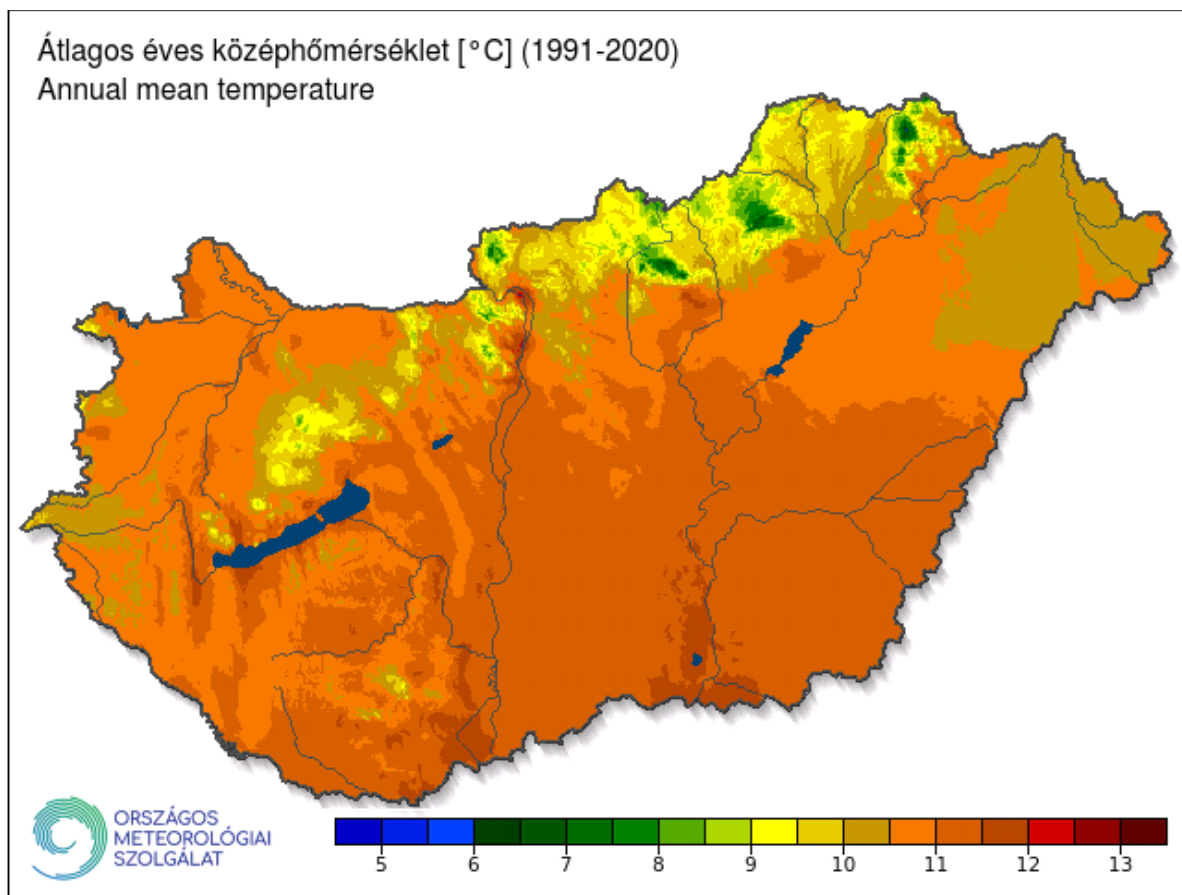 Átlagos éves középhőmérséklet [°C] (1991-2020)
Annual mean temperature
ORSZÁGOS
METEOROLÓGIAI
SZOLGÁLAT
5 6 7 8 9 10 11 12 13